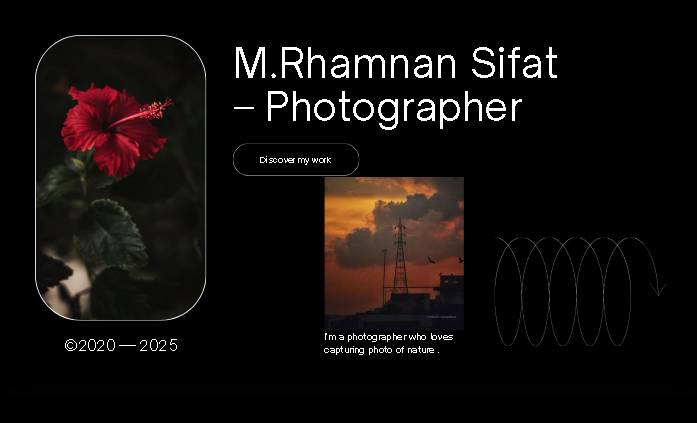 M.Rhamnan Sifat
– Photographer
Discover my work
I'm a photographer who loves
capturing photo of nature .
©2020 — 2025